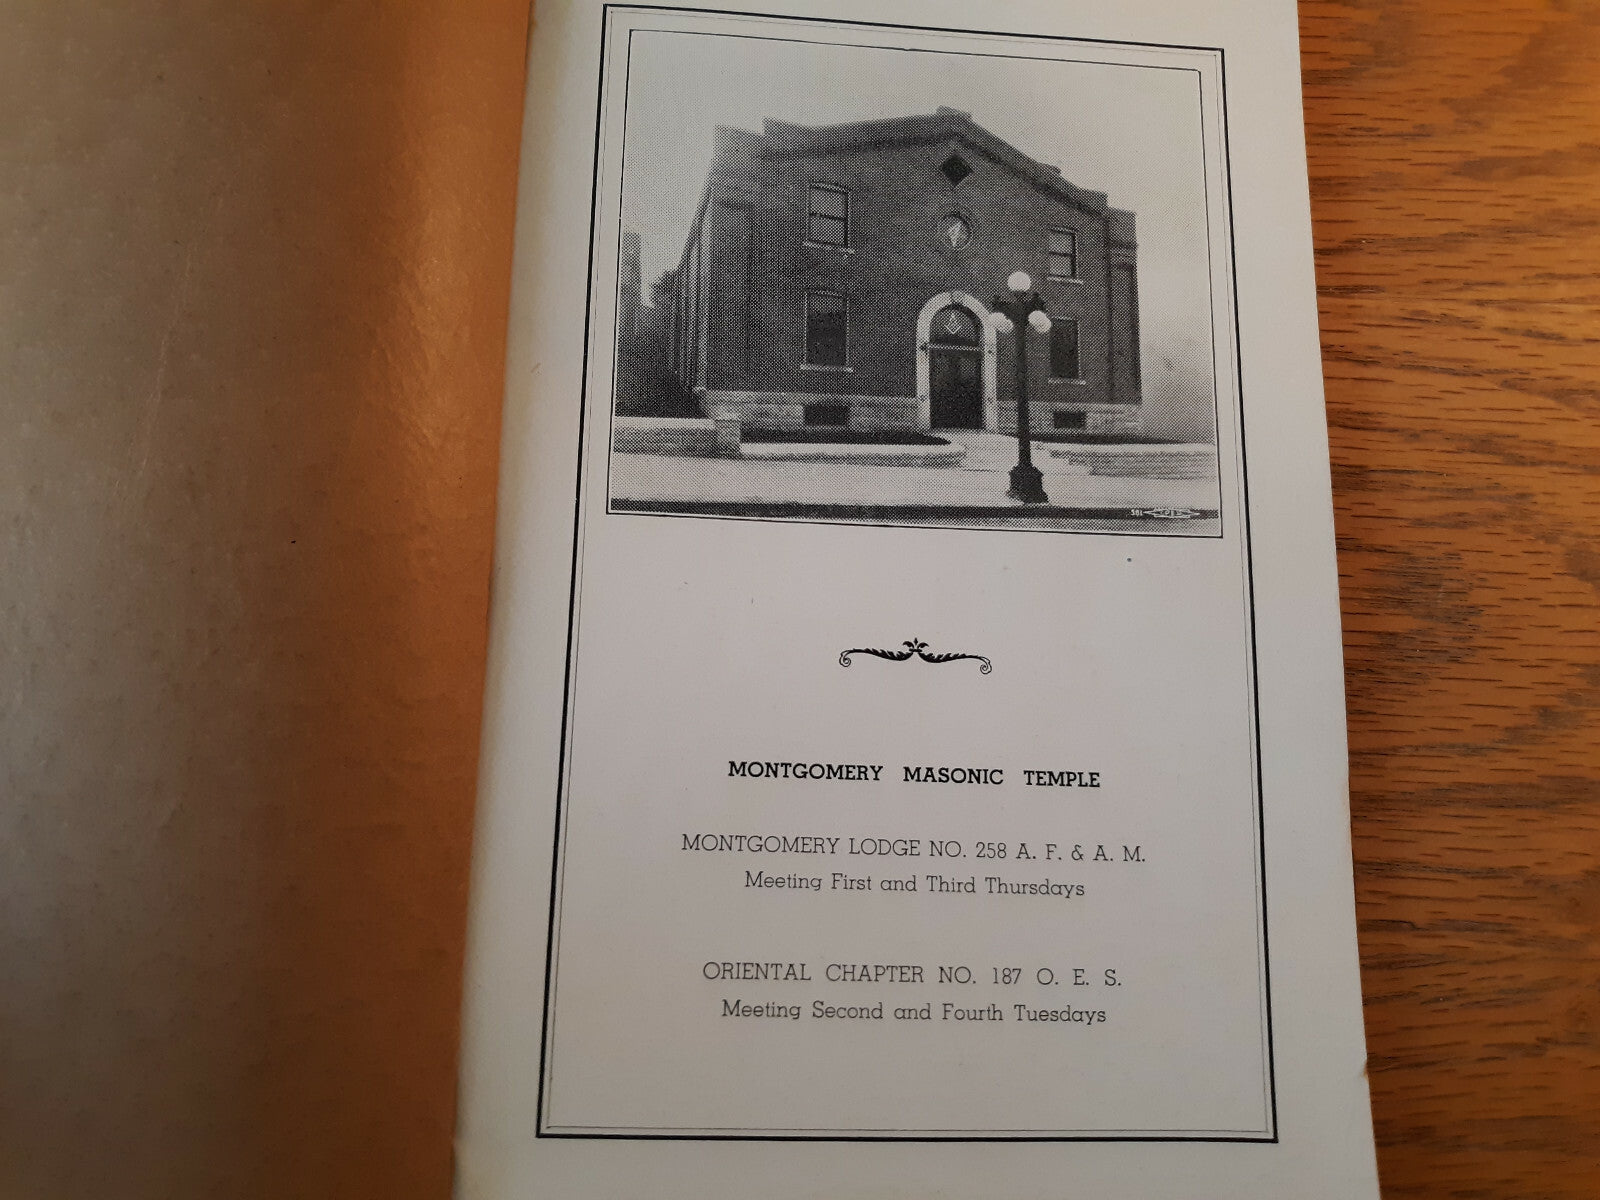 MONTGOMERY MASONIC TEMPLE
MONTGOMERY LODGE NO. 258 A. F. & A. M.
Meeting First and Third Thursdays
ORIENTAL CHAPTER NO. 187 O. E. S.
Meeting Second and Fourth Tuesdays